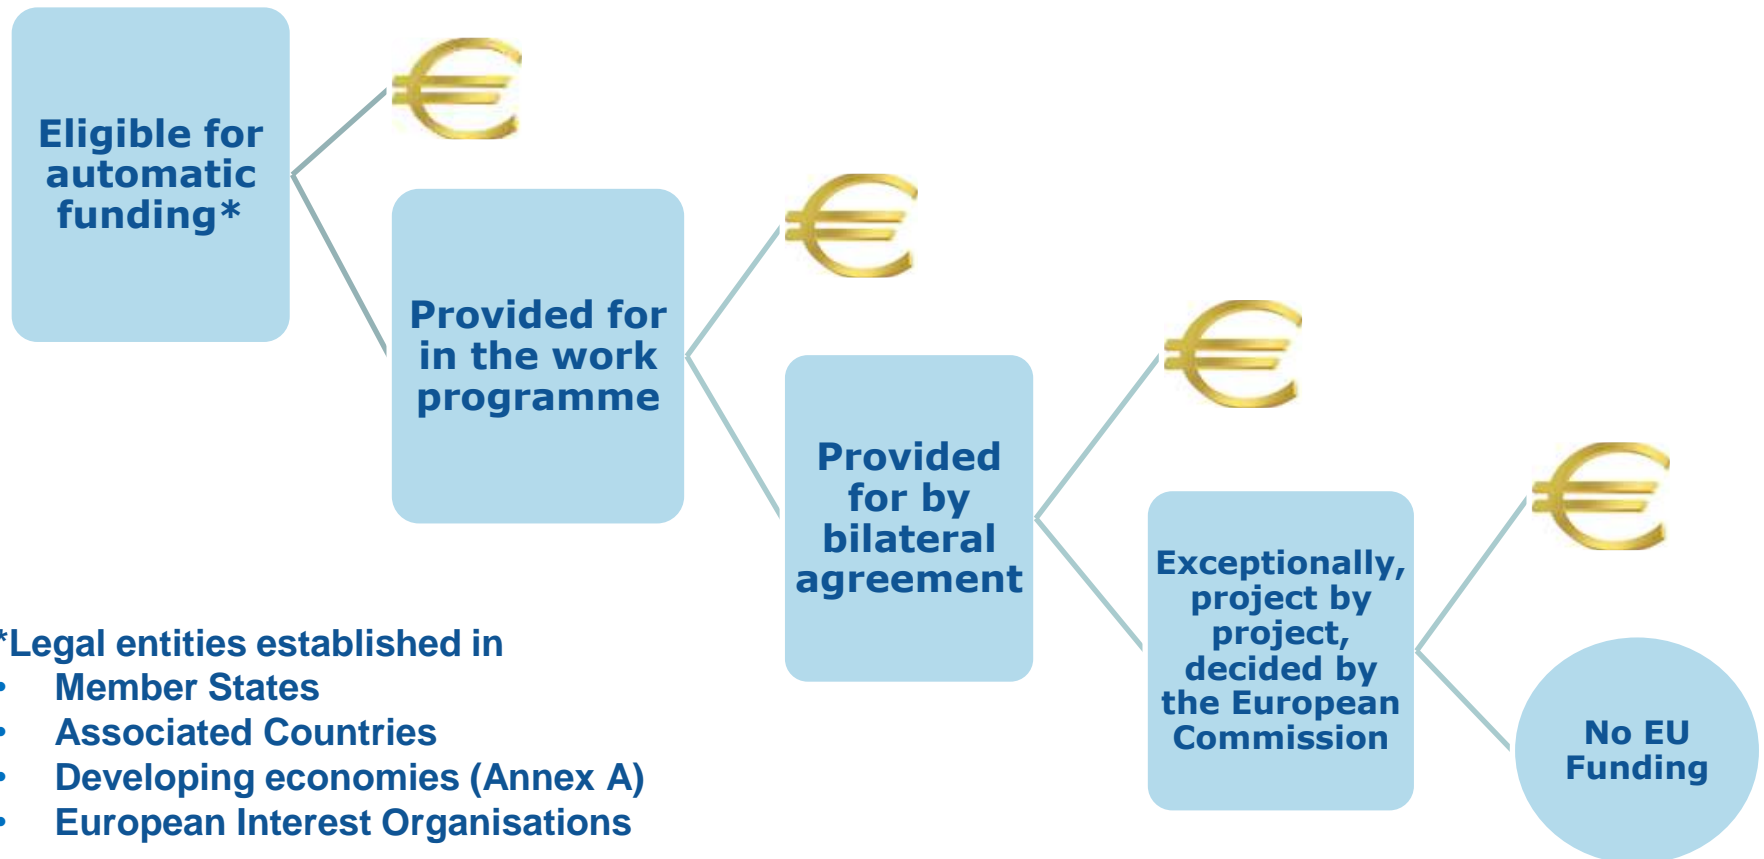 Eligible for
automatic
funding*
Provided for
in the work
programme
Provided
for by
bilateral
agreement
Exceptionally,
project by
project,
decided by
the European
Commission
No EU
Funding
*Legal entities established in
• Member States
• Associated Countries
• Developing economies (Annex A)
• European Interest Organisations